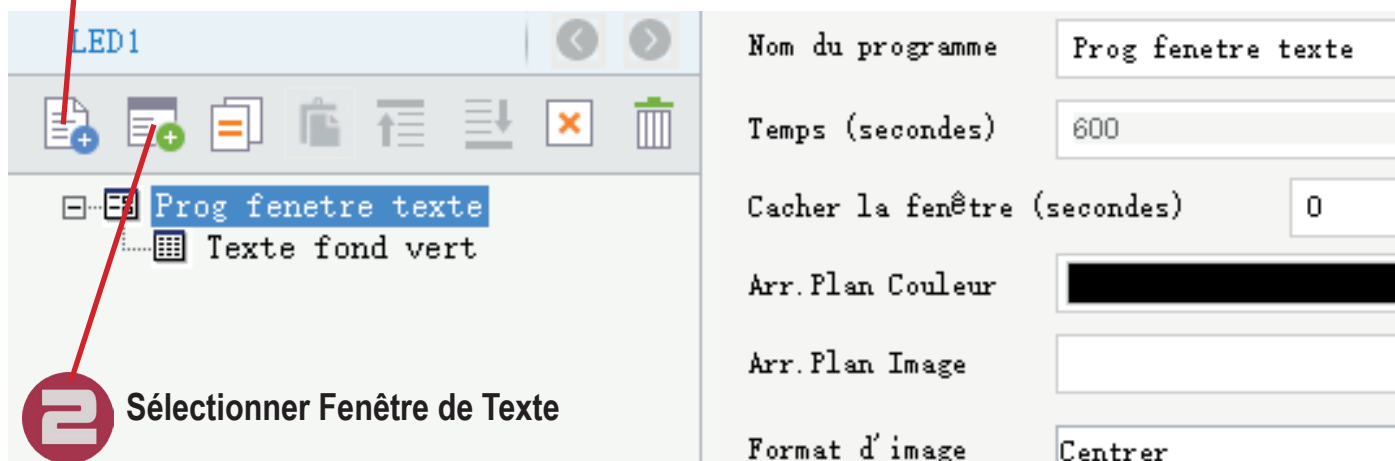 LED1
Prog fenetre texte
Texte fond vert
2 Sélectionner Fenêtre de Texte
Nom du programme Prog fenetre texte
Temps (secondes) 600
Cacher la fenêtre (secondes) 0
Arr.Plan Couleur
Arr.Plan Image
Format d'image Centrer